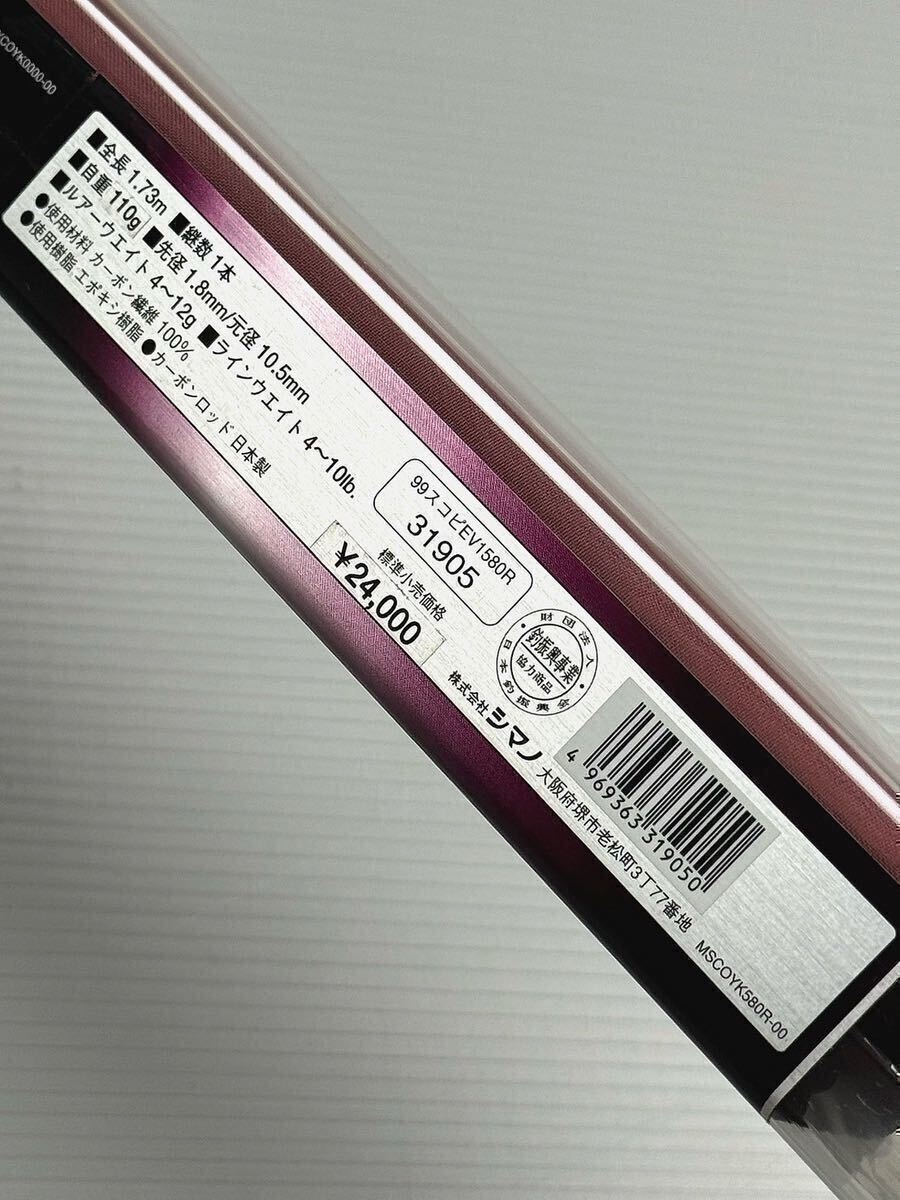 XCOYK0000-00
■全長 1.73m ■継数 1本
■自重 110g ■先径 1.8mm/元径 10.5mm
■ルアーウエイト 4〜12g ■ラインウエイト 4〜10lb.
●使用材料 カーボン繊維 100%
●使用樹脂 エポキシ樹脂 ●カーボンロッド 日本製
99スコピEV1580R
31905
標準小売価格
¥24,000
財団法人
釣振興事業
協力商品
日本釣振興会
株式会社シマノ 大阪府堺市老松町3丁77番地
4 969363 319050
MSCOYK580R-00